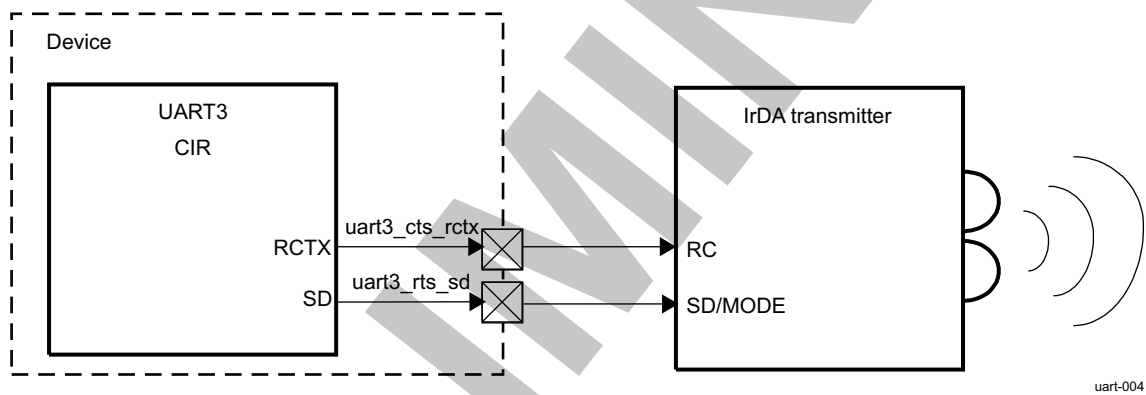 Device
UART3
CIR
IrDA transmitter
uart3_cts_rctx
RCTX
RC
uart3_rts_sd
SD
SD/MODE
uart-004